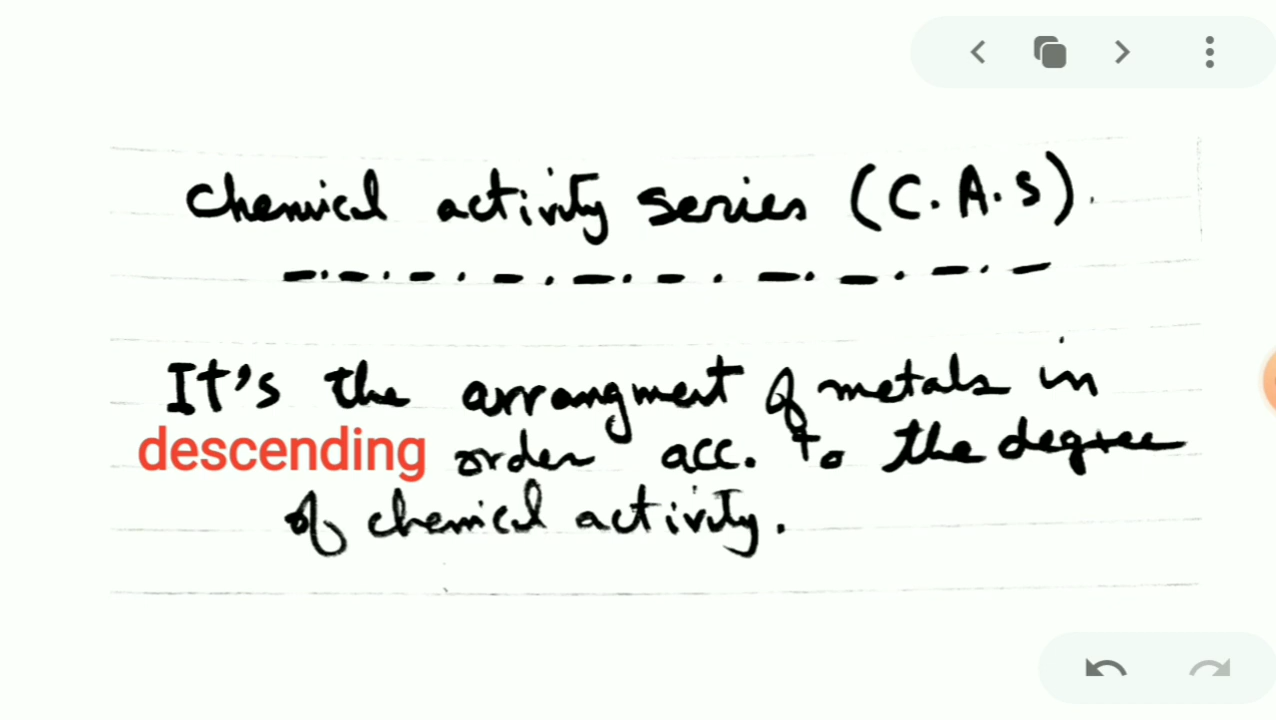 Chemical activity series (C.A.S).
It's the arrangment of metals in
descending order acc. to the degree
of chemical activity.